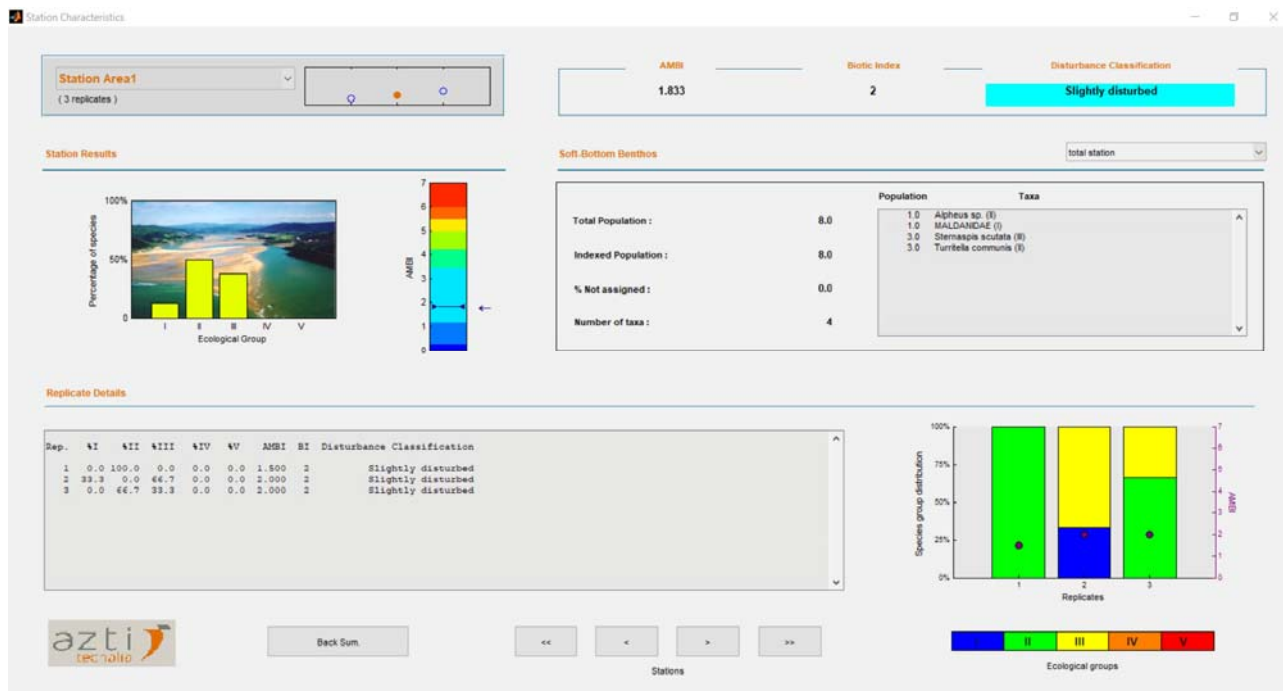 Station Characteristics
Station Area1
( 3 replicates )
AMBI
Biotic Index
Disturbance Classification
1.833
2
Slightly disturbed
Station Results
Soft-Bottom Benthos
total station
100%
50%
0
Percentage of species
I II III IV V
Ecological Group
7
6
5
4
3
2
1
0
AMBI
←
Total Population : 8.0
Indexed Population : 8.0
% Not assigned : 0.0
Number of taxa : 4
Population Taxa
1.0 Alpheus sp. (II)
1.0 MALDANIDAE (I)
3.0 Sternaspis scutata (III)
3.0 Turritella communis (II)
Replicate Details
Rep. %I %II %III %IV %V AMBI BI Disturbance Classification
1 0.0 100.0 0.0 0.0 0.0 1.500 2 Slightly disturbed
2 33.3 0.0 66.7 0.0 0.0 2.000 2 Slightly disturbed
3 0.0 66.7 33.3 0.0 0.0 2.000 2 Slightly disturbed
100%
75%
50%
25%
0%
Species group distribution
1 2 3
Replicates
7
6
5
4
3
2
1
0
AMBI
azti
tecnalia
Back Sum.
<< < > >>
Stations
I II III IV V
Ecological groups